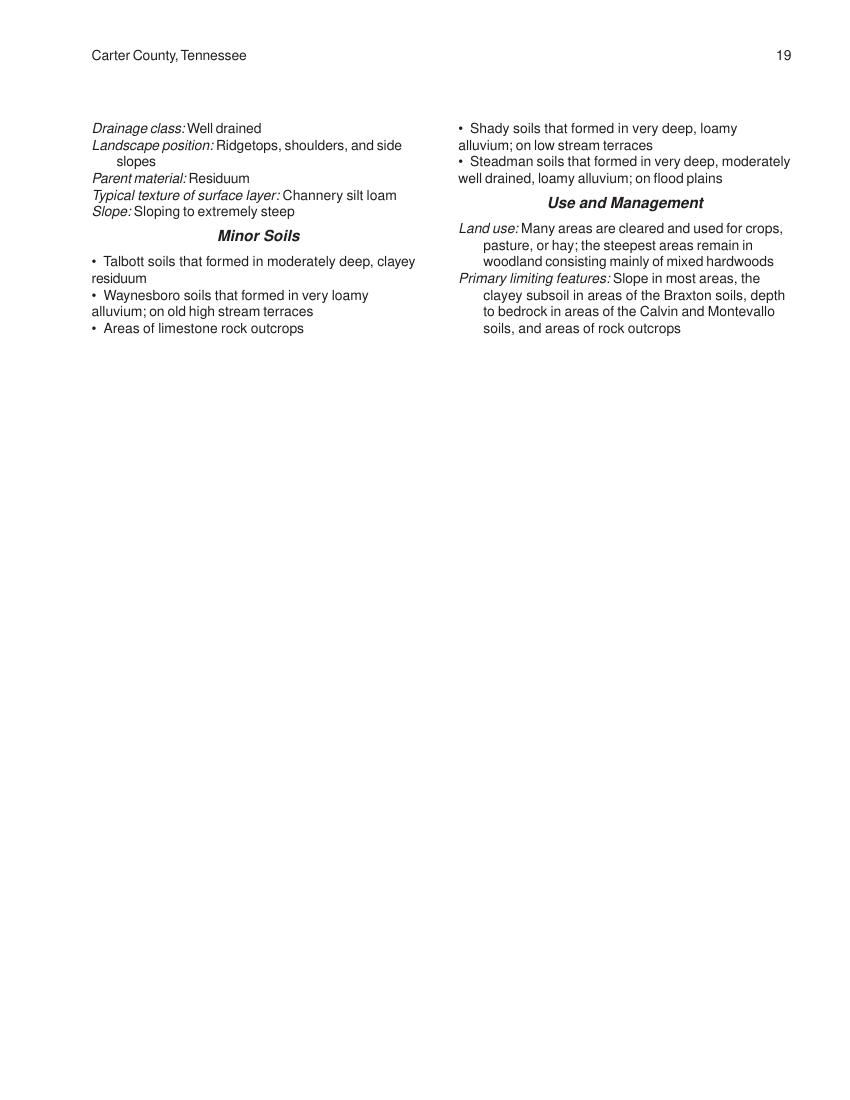 Carter County, Tennessee
19
Drainage class: Well drained
Landscape position: Ridgetops, shoulders, and side
slopes
Parent material: Residuum
Typical texture of surface layer: Channery silt loam
Slope: Sloping to extremely steep
Minor Soils
• Talbott soils that formed in moderately deep, clayey
residuum
• Waynesboro soils that formed in very loamy
alluvium; on old high stream terraces
• Areas of limestone rock outcrops
• Shady soils that formed in very deep, loamy
alluvium; on low stream terraces
• Steadman soils that formed in very deep, moderately
well drained, loamy alluvium; on flood plains
Use and Management
Land use: Many areas are cleared and used for crops,
pasture, or hay; the steepest areas remain in
woodland consisting mainly of mixed hardwoods
Primary limiting features: Slope in most areas, the
clayey subsoil in areas of the Braxton soils, depth
to bedrock in areas of the Calvin and Montevallo
soils, and areas of rock outcrops